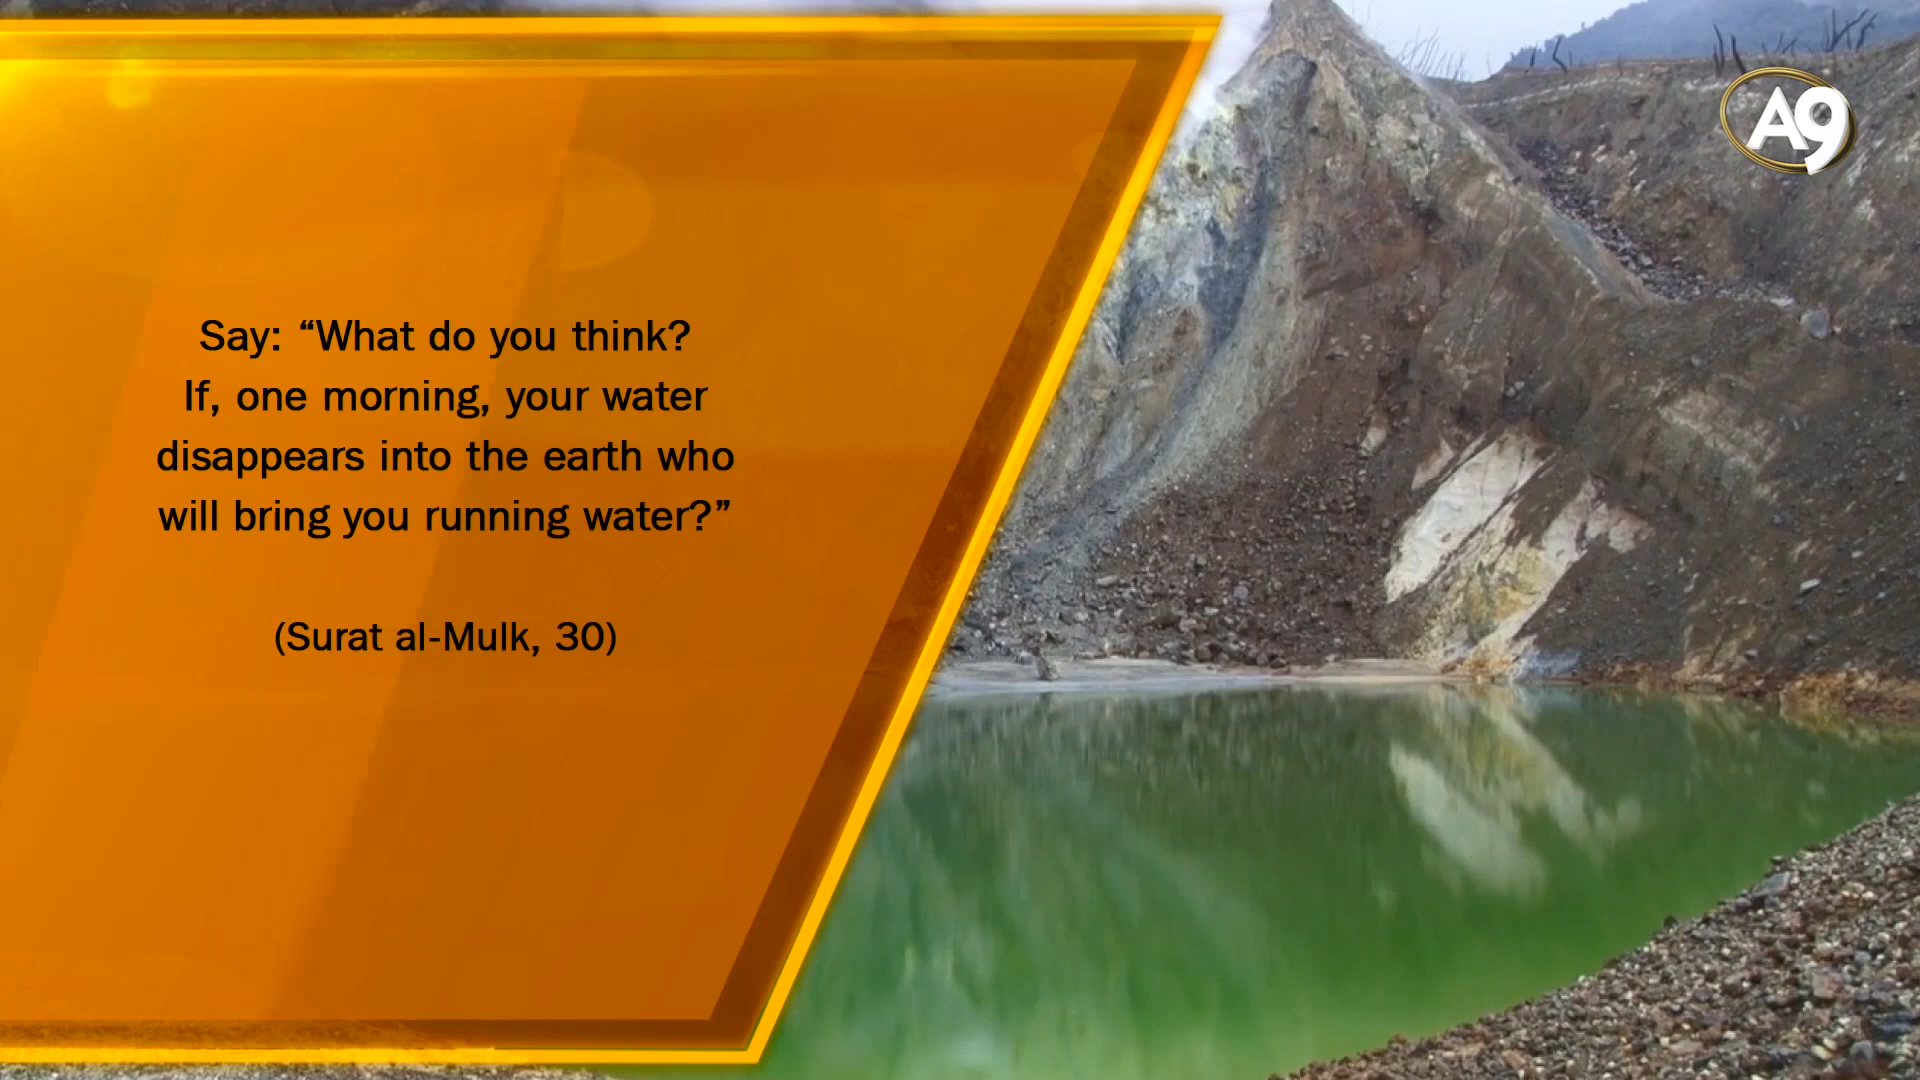 Say: “What do you think?
If, one morning, your water
disappears into the earth who
will bring you running water?”
(Surat al-Mulk, 30)
A9